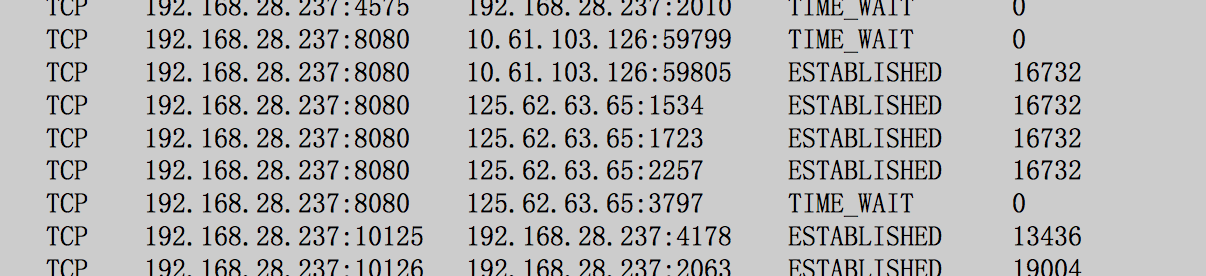 TCP 192.168.28.237:4575 192.168.28.237:2010 TIME_WAIT 0
TCP 192.168.28.237:8080 10.61.103.126:59799 TIME_WAIT 0
TCP 192.168.28.237:8080 10.61.103.126:59805 ESTABLISHED 16732
TCP 192.168.28.237:8080 125.62.63.65:1534 ESTABLISHED 16732
TCP 192.168.28.237:8080 125.62.63.65:1723 ESTABLISHED 16732
TCP 192.168.28.237:8080 125.62.63.65:2257 ESTABLISHED 16732
TCP 192.168.28.237:8080 125.62.63.65:3797 TIME_WAIT 0
TCP 192.168.28.237:10125 192.168.28.237:4178 ESTABLISHED 13436
TCP 192.168.28.237:10126 192.168.28.237:2063 ESTABLISHED 19004